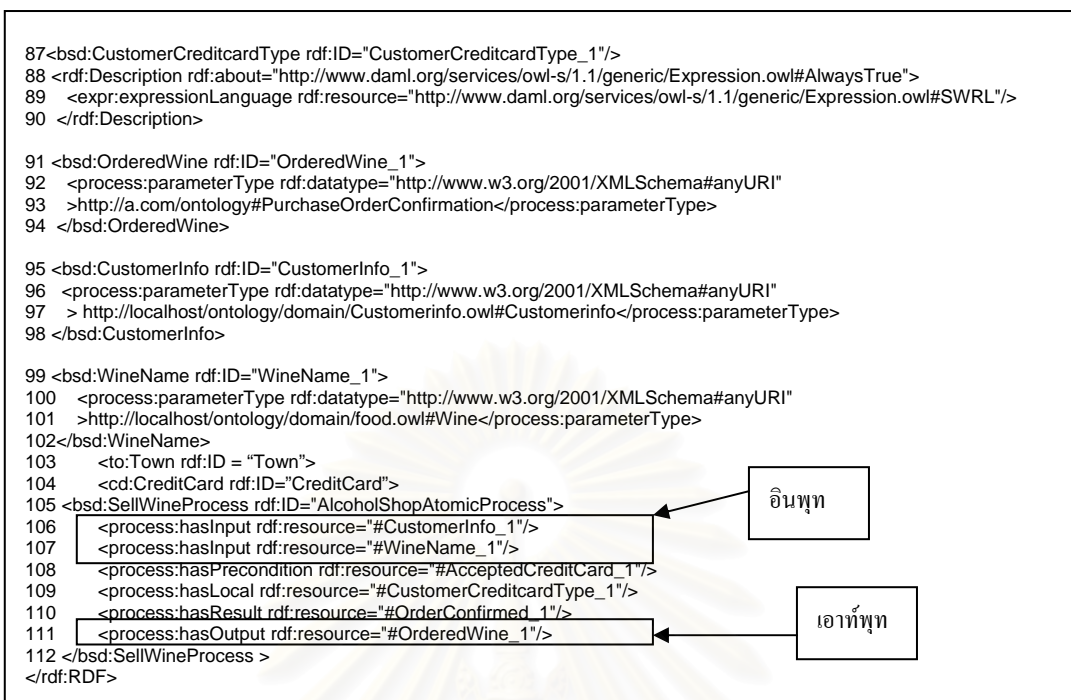 87<bsd:CustomerCreditcardType rdf:ID="CustomerCreditcardType_1"/>
88 <rdf:Description rdf:about="http://www.daml.org/services/owl-s/1.1/generic/Expression.owl#AlwaysTrue">
89 <expr:expressionLanguage rdf:resource="http://www.daml.org/services/owl-s/1.1/generic/Expression.owl#SWRL"/>
90 </rdf:Description>
91 <bsd:OrderedWine rdf:ID="OrderedWine_1">
92 <process:parameterType rdf:datatype="http://www.w3.org/2001/XMLSchema#anyURI"
93 >http://a.com/ontology#PurchaseOrderConfirmation</process:parameterType>
94 </bsd:OrderedWine>
95 <bsd:CustomerInfo rdf:ID="CustomerInfo_1">
96 <process:parameterType rdf:datatype="http://www.w3.org/2001/XMLSchema#anyURI"
97 > http://localhost/ontology/domain/Customerinfo.owl#Customerinfo</process:parameterType>
98 </bsd:CustomerInfo>
99 <bsd:WineName rdf:ID="WineName_1">
100 <process:parameterType rdf:datatype="http://www.w3.org/2001/XMLSchema#anyURI"
101 >http://localhost/ontology/domain/food.owl#Wine</process:parameterType>
102</bsd:WineName>
103 <to:Town rdf:ID = “Town”>
104 <cd:CreditCard rdf:ID=”CreditCard”>
105 <bsd:SellWineProcess rdf:ID="AlcoholShopAtomicProcess">
อินพุท
106 <process:hasInput rdf:resource="#CustomerInfo_1"/>
107 <process:hasInput rdf:resource="#WineName_1"/>
108 <process:hasPrecondition rdf:resource="#AcceptedCreditCard_1"/>
109 <process:hasLocal rdf:resource="#CustomerCreditcardType_1"/>
110 <process:hasResult rdf:resource="#OrderConfirmed_1"/>
เอาท์พุท
111 <process:hasOutput rdf:resource="#OrderedWine_1"/>
112 </bsd:SellWineProcess >
</rdf:RDF>